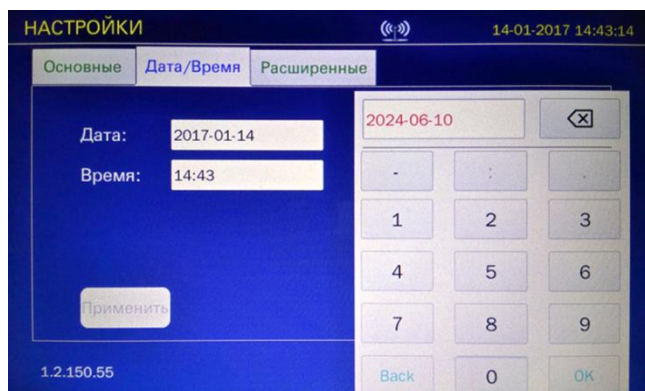 НАСТРОЙКИ 14-01-2017 14:43:14
Основные Дата/Время Расширенные
Дата: 2017-01-14
Время: 14:43
Применить
1.2.150.55
2024-06-10
- : .
1 2 3
4 5 6
7 8 9
Back 0 OK